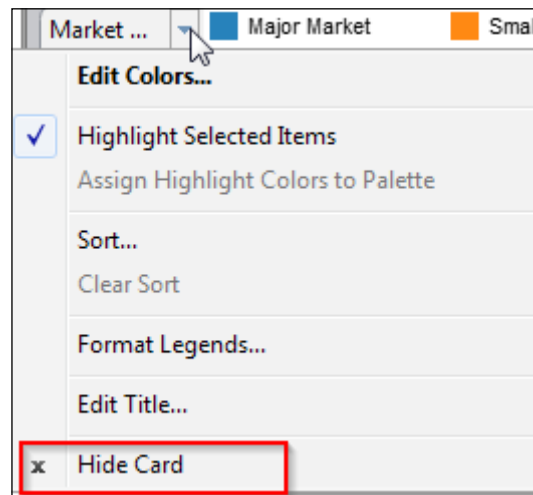 Market ... Major Market
Edit Colors...
Highlight Selected Items
Assign Highlight Colors to Palette
Sort...
Clear Sort
Format Legends...
Edit Title...
x Hide Card